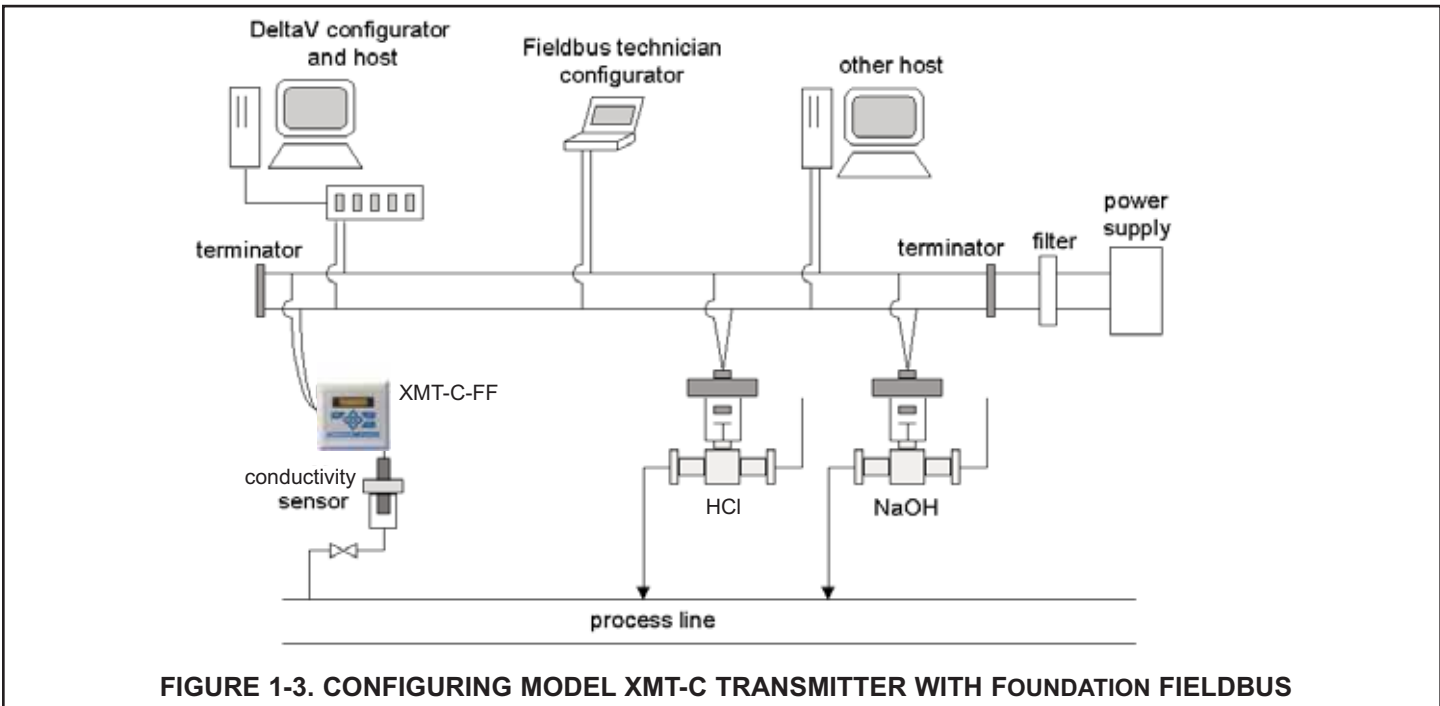 DeltaV configurator
and host
Fieldbus technician
configurator
other host
power
supply
terminator
terminator
filter
XMT-C-FF
conductivity
sensor
HCl
NaOH
process line
FIGURE 1-3. CONFIGURING MODEL XMT-C TRANSMITTER WITH FOUNDATION FIELDBUS